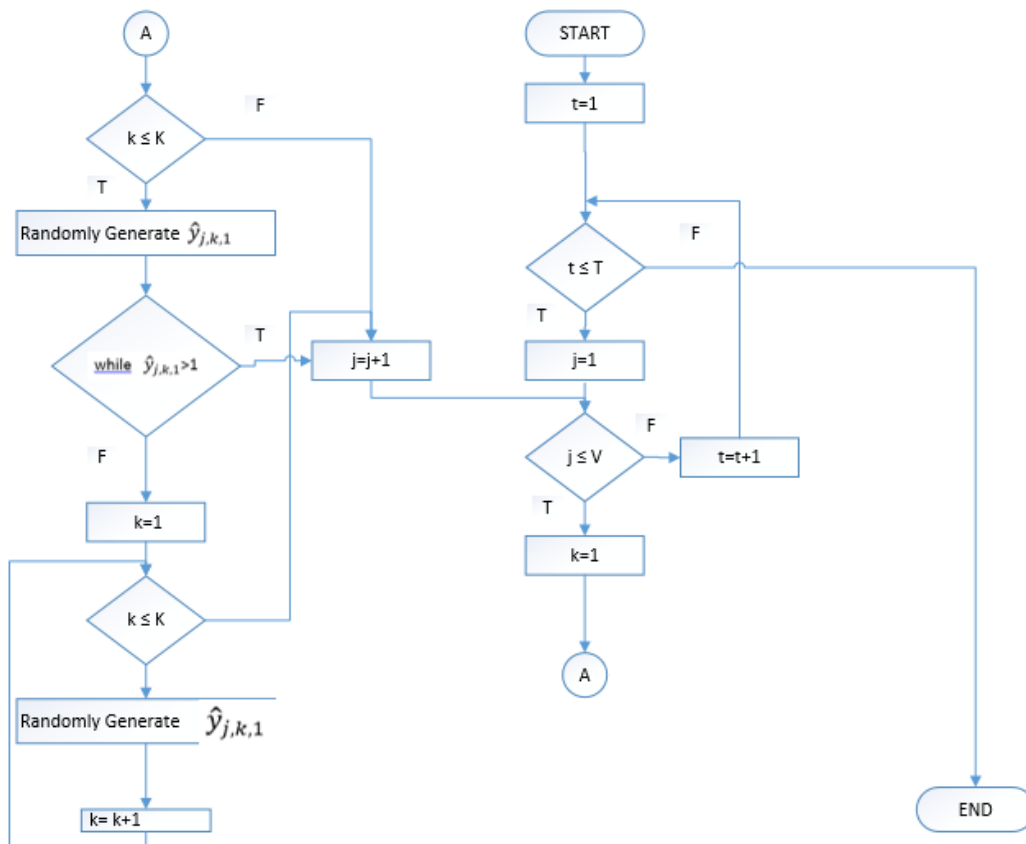 A
F
k ≤ K
T
Randomly Generate ŷj,k,1
T
while ŷj,k,1>1
j=j+1
F
k=1
k ≤ K
Randomly Generate ŷj,k,1
k= k+1
START
t=1
F
t ≤ T
T
j=1
F
j ≤ V
t=t+1
T
k=1
A
END